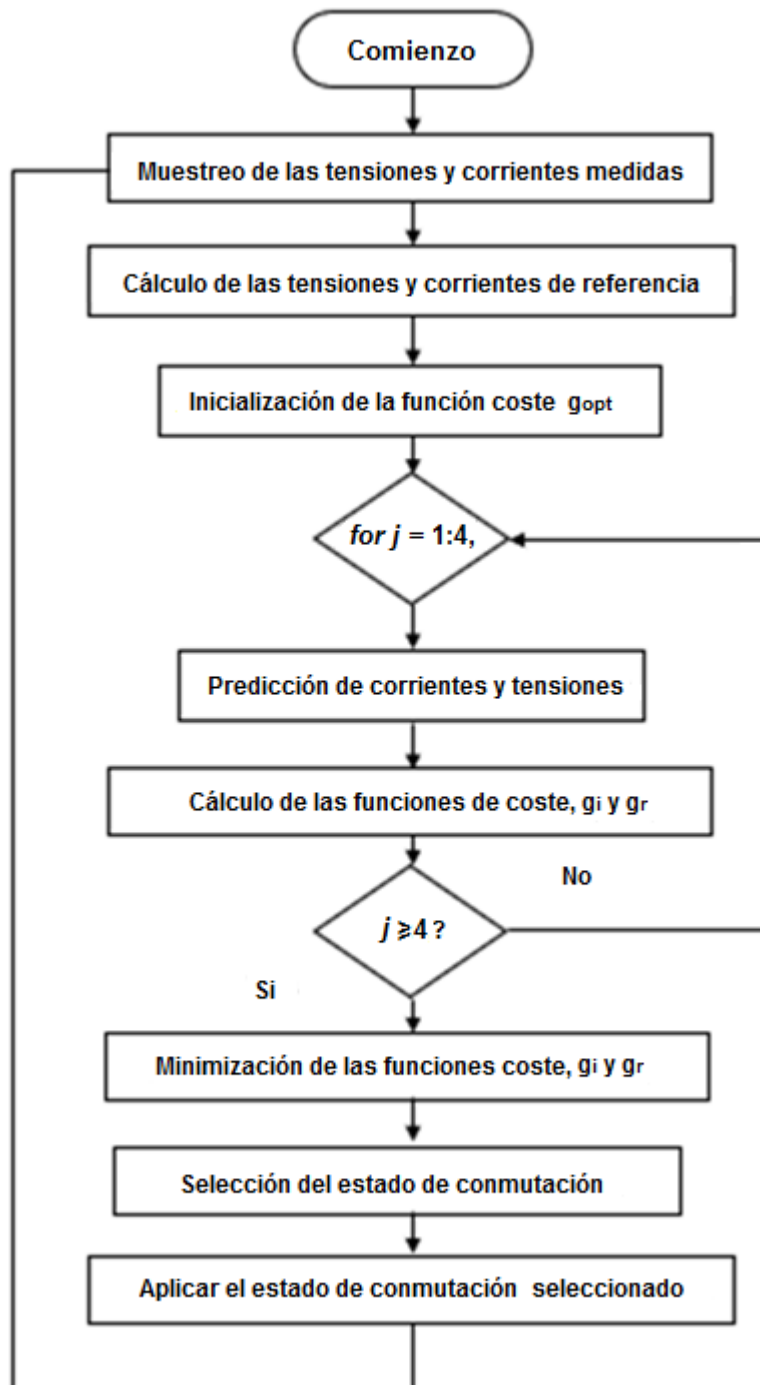 Comienzo
Muestreo de las tensiones y corrientes medidas
Cálculo de las tensiones y corrientes de referencia
Inicialización de la función coste gopt
for j = 1:4,
Predicción de corrientes y tensiones
Cálculo de las funciones de coste, gi y gr
No
j ⩾4 ?
Si
Minimización de las funciones coste, gi y gr
Selección del estado de conmutación
Aplicar el estado de conmutación seleccionado